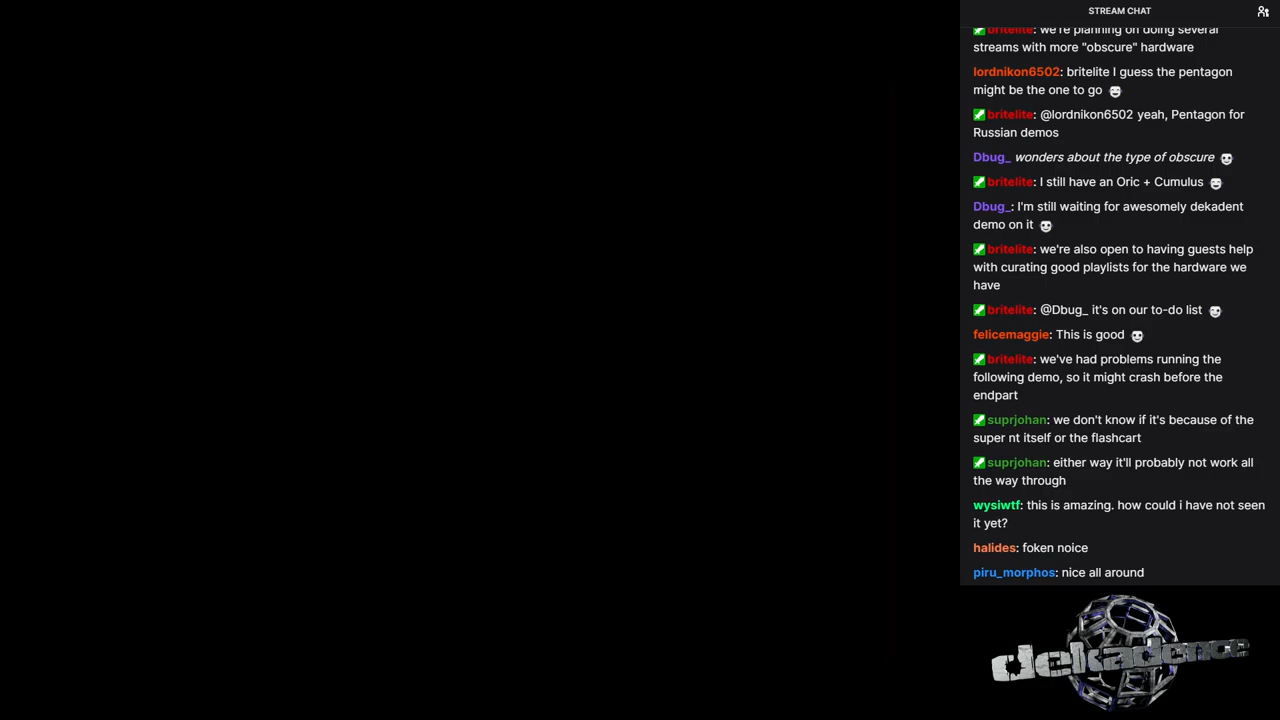 STREAM CHAT
britelite: we're planning on doing several
streams with more "obscure" hardware
lordnikon6502: britelite I guess the pentagon
might be the one to go
britelite: @lordnikon6502 yeah, Pentagon for
Russian demos
Dbug_ wonders about the type of obscure
britelite: I still have an Oric + Cumulus
Dbug_: I'm still waiting for awesomely dekadent
demo on it
britelite: we're also open to having guests help
with curating good playlists for the hardware we
have
britelite: @Dbug_ it's on our to-do list
felicemaggie: This is good
britelite: we've had problems running the
following demo, so it might crash before the
endpart
suprjohan: we don't know if it's because of the
super nt itself or the flashcart
suprjohan: either way it'll probably not work all
the way through
wysiwtf: this is amazing. how could i have not seen
it yet?
halides: foken noice
piru_morphos: nice all around
dekadence